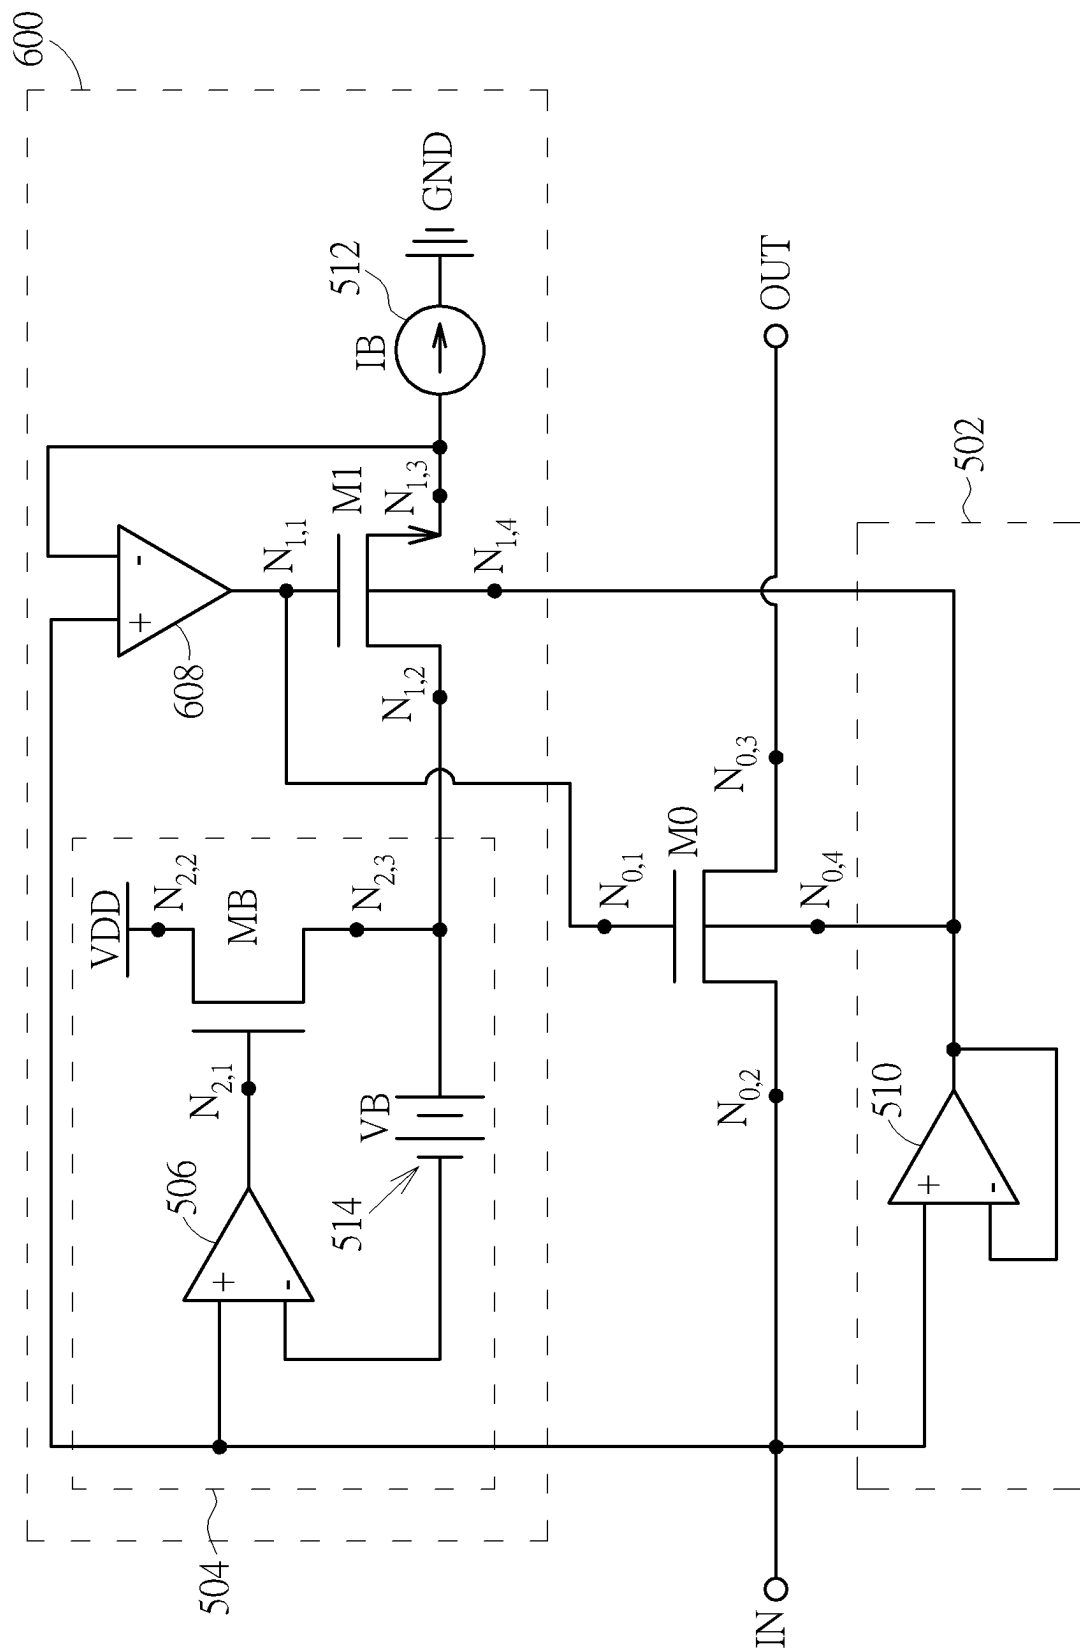 600
504
VDD
N2,2
MB
N2,1
N2,3
506
+
-
VB
514
+
-
608
N1,1
M1
N1,2
N1,3
N1,4
IB
512
GND
IN
N0,2
N0,1
M0
N0,3
N0,4
OUT
502
510
+
-